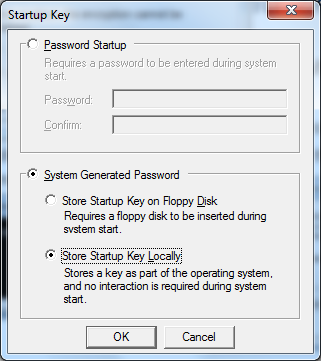 Startup Key
Password Startup
Requires a password to be entered during system
start.
Password:
Confirm:
System Generated Password
Store Startup Key on Floppy Disk
Requires a floppy disk to be inserted during
system start.
Store Startup Key Locally
Stores a key as part of the operating system,
and no interaction is required during system
start.
OK Cancel